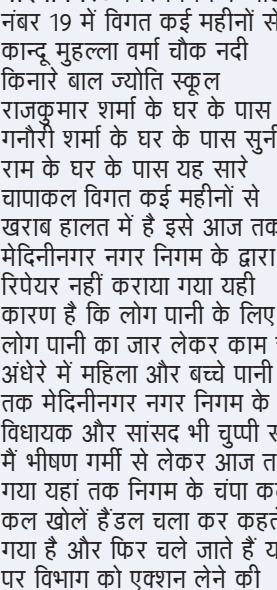 नंबर 19 में विगत कई महीनों से
कान्दू मुहल्ला वर्मा चौक नदी
किनारे बाल ज्योति स्कूल
राजकुमार शर्मा के घर के पास
गनौरी शर्मा के घर के पास सुनी
राम के घर के पास यह सारे
चापाकल विगत कई महीनों से
खराब हालत में है इसे आज तक
मेदिनीनगर नगर निगम के द्वारा
रिपेयर नहीं कराया गया यही
कारण है कि लोग पानी के लिए
लोग पानी का जार लेकर काम
अंधेरे में महिला और बच्चे पानी
तक मेदिनीनगर नगर निगम के
विधायक और सांसद भी चुप्पी
मैं भीषण गर्मी से लेकर आज त
गया यहां तक निगम के चंपा क
कल खोलें हैंडल चला कर कहते
गया है और फिर चले जाते हैं य
पर विभाग को एक्शन लेने की